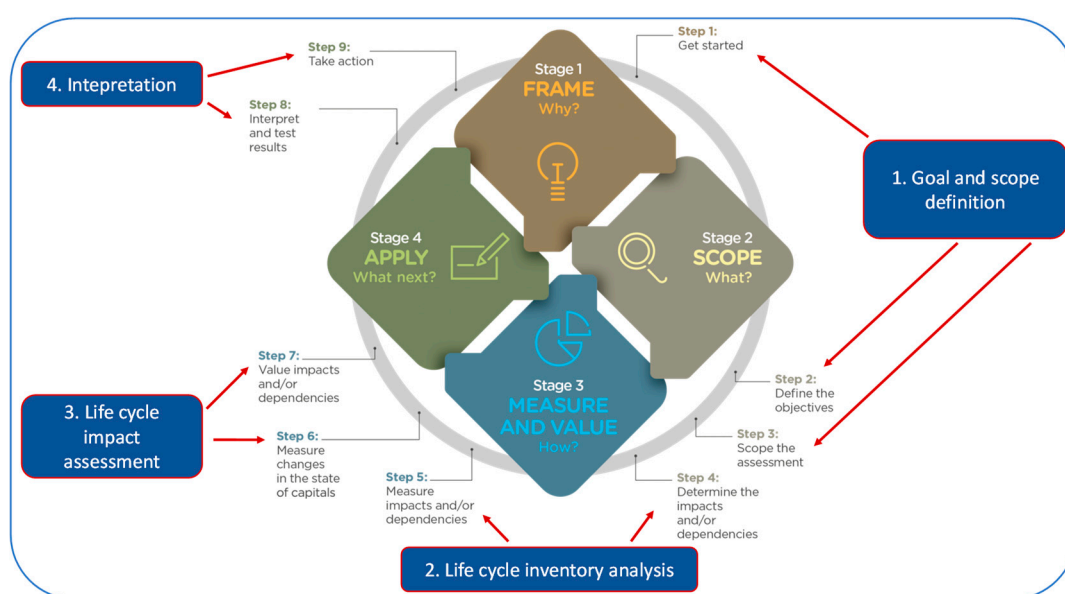 Step 1:
Get started
Step 9:
Take action
4. Intepretation
Step 8:
Interpret
and test
results
Stage 1
FRAME
Why?
1. Goal and scope
definition
Stage 4
APPLY
What next?
Stage 2
SCOPE
What?
Stage 3
MEASURE
AND VALUE
How?
Step 7:
Value impacts
and/or
dependencies
Step 2:
Define the
objectives
3. Life cycle
impact
assessment
Step 6:
Measure
changes
in the state
of capitals
Step 3:
Scope the
assessment
Step 5:
Measure
impacts and/or
dependencies
Step 4:
Determine the
impacts
and/or
dependencies
2. Life cycle inventory analysis